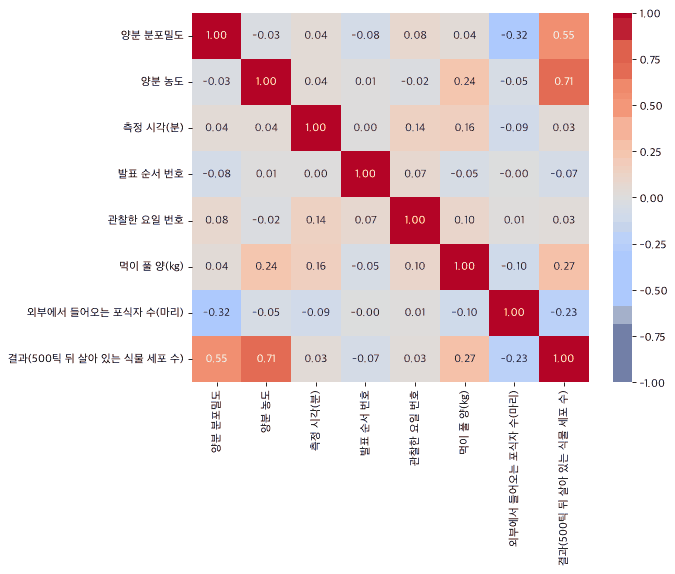 양분 분포밀도 1.00 -0.03 0.04 -0.08 0.08 0.04 -0.32 0.55
양분 농도 -0.03 1.00 0.04 0.01 -0.02 0.24 -0.05 0.71
측정 시각(분) 0.04 0.04 1.00 0.00 0.14 0.16 -0.09 0.03
발표 순서 번호 -0.08 0.01 0.00 1.00 0.07 -0.05 -0.00 -0.07
관찰한 요일 번호 0.08 -0.02 0.14 0.07 1.00 0.10 0.01 0.03
먹이 풀 양(kg) 0.04 0.24 0.16 -0.05 0.10 1.00 -0.10 0.27
외부에서 들어오는 포식자 수(마리) -0.32 -0.05 -0.09 -0.00 0.01 -0.10 1.00 -0.23
결과(500틱 뒤 살아 있는 식물 세포 수) 0.55 0.71 0.03 -0.07 0.03 0.27 -0.23 1.00
양분 분포밀도
양분 농도
측정 시각(분)
발표 순서 번호
관찰한 요일 번호
먹이 풀 양(kg)
외부에서 들어오는 포식자 수(마리)
결과(500틱 뒤 살아 있는 식물 세포 수)
1.00
0.75
0.50
0.25
0.00
-0.25
-0.50
-0.75
-1.00